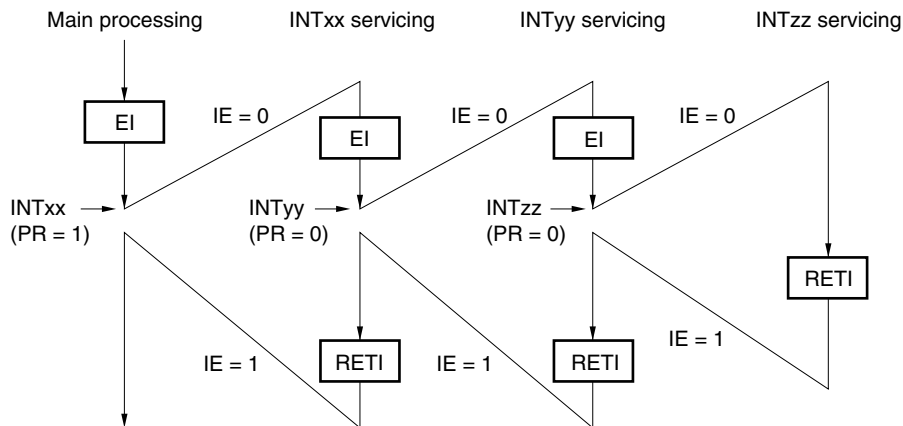 Main processing
INTxx servicing
INTyy servicing
INTzz servicing
EI
IE = 0
EI
IE = 0
EI
IE = 0
INTxx
(PR = 1)
INTyy
(PR = 0)
INTzz
(PR = 0)
RETI
IE = 1
RETI
IE = 1
RETI
IE = 1